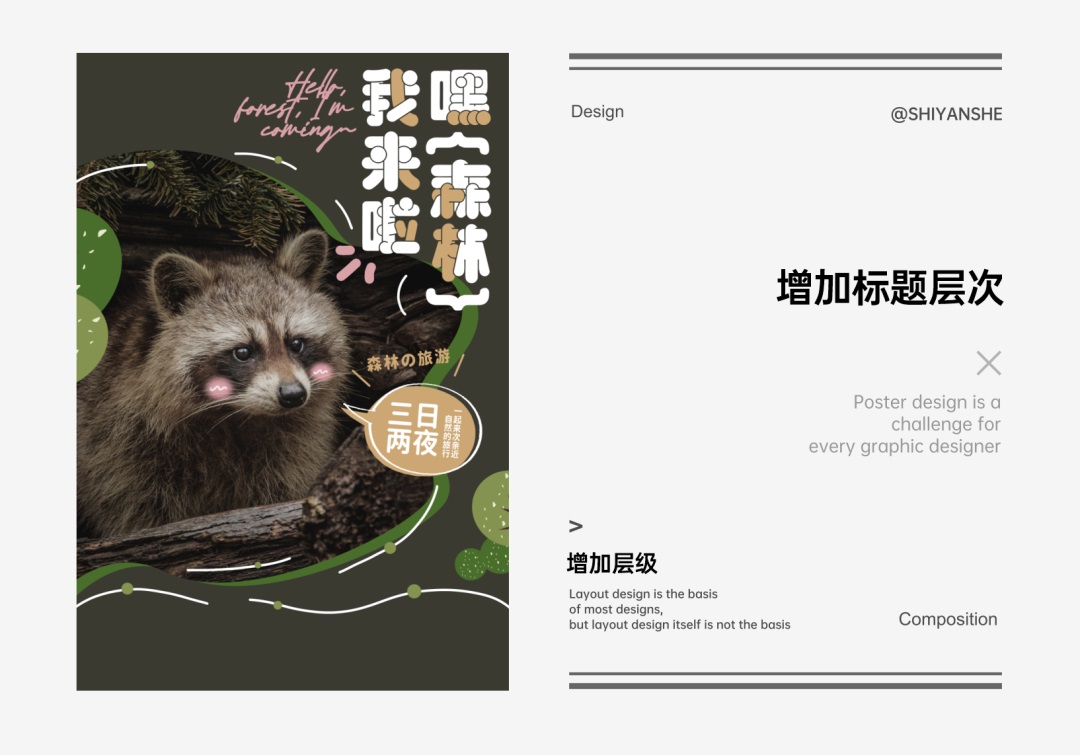 Hello,
forest, I'm
coming~
嘿{森林}
我来啦
森林の旅游
三日
两夜
一起来次亲近
自然的旅行
Design
@SHIYANSHE
增加标题层次
Poster design is a
challenge for
every graphic designer
>
增加层级
Layout design is the basis
of most designs,
but layout design itself is not the basis
Composition